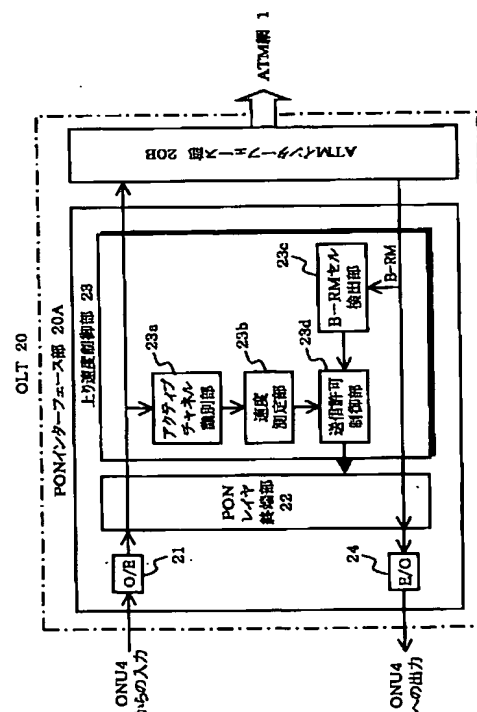 OLT 20
PONインターフェース部 20A
上り速度制御部 23
ATMインターフェース部 20B
ATM網 1
23a
アクティブ
チャネル
識別部
23b
速度
測定部
23c
B-RMセル
検出部
B-RM
23d
送信許可
制御部
PON
レイヤ
終端部
22
O/E
21
E/O
24
ONU4
からの入力
ONU4
への出力